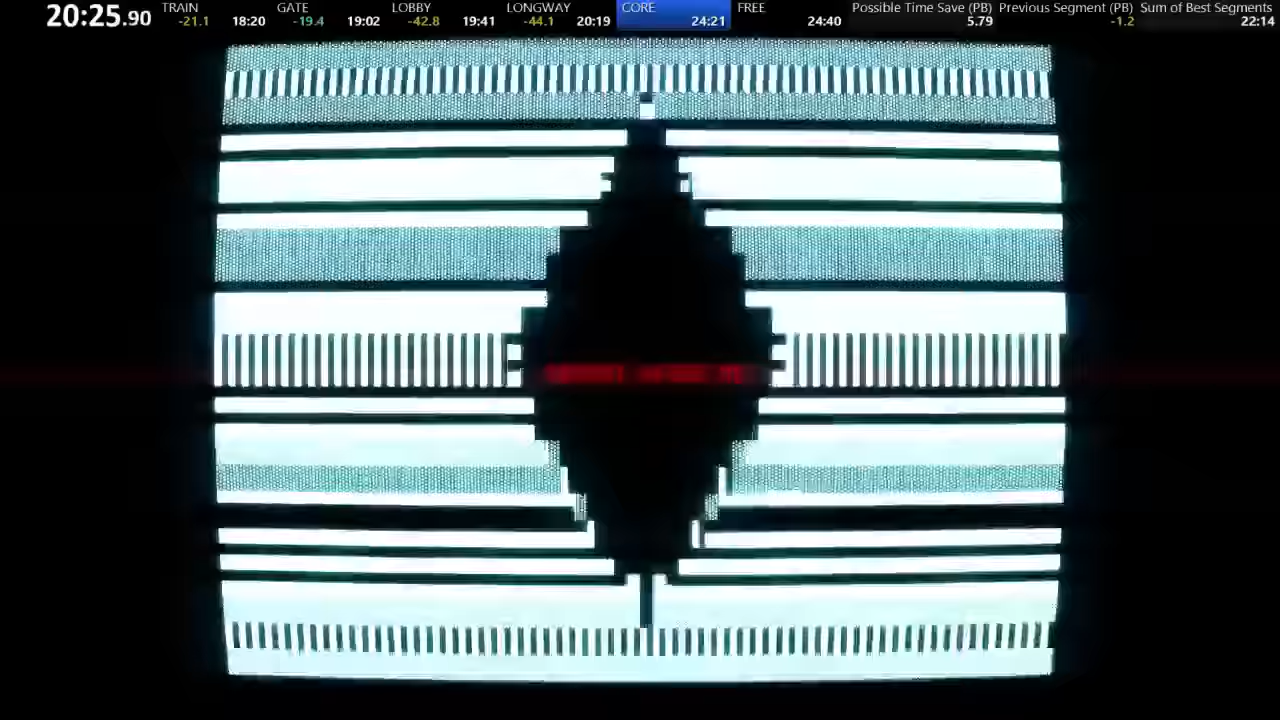 20:25.90
TRAIN
-21.1 18:20
GATE
-19.4 19:02
LOBBY
-42.8 19:41
LONGWAY
-44.1 20:19
CORE
24:21
FREE
24:40
Possible Time Save (PB)
5.79
Previous Segment (PB)
-1.2
Sum of Best Segments
22:14